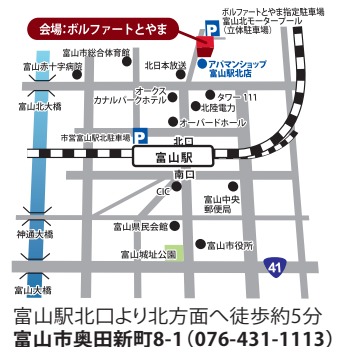 ボルファートとやま指定駐車場
富山北モータープール
(立体駐車場)
会場:ボルファートとやま
P
富山市総合体育館
富山赤十字病院
北日本放送
アパマンショップ
富山駅北店
オークス
カナルパークホテル
タワー111
北陸電力
富山北大橋
オーバードホール
市営富山駅北駐車場
P
北口
富山駅
南口
CIC
富山中央
郵便局
富山県民会館
神通大橋
富山市役所
富山城址公園
41
富山大橋
富山駅北口より北方面へ徒歩約5分
富山市奥田新町8-1(076-431-1113)